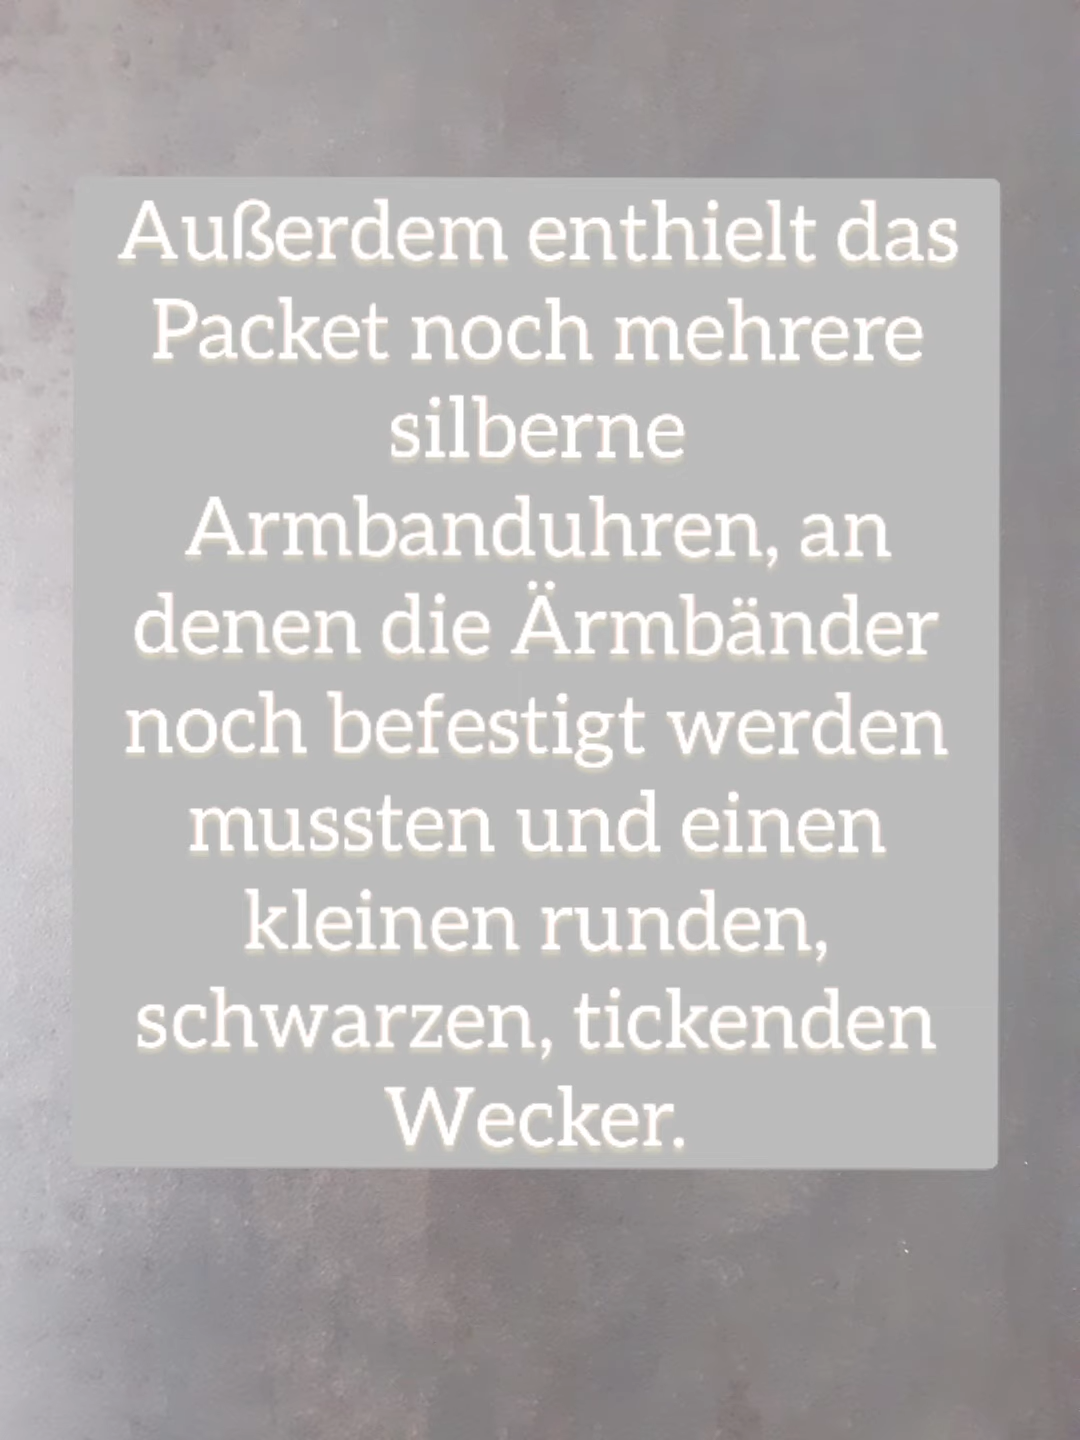 Außerdem enthielt das
Packet noch mehrere
silberne
Armbanduhren, an
denen die Ärmbänder
noch befestigt werden
mussten und einen
kleinen runden,
schwarzen, tickenden
Wecker.